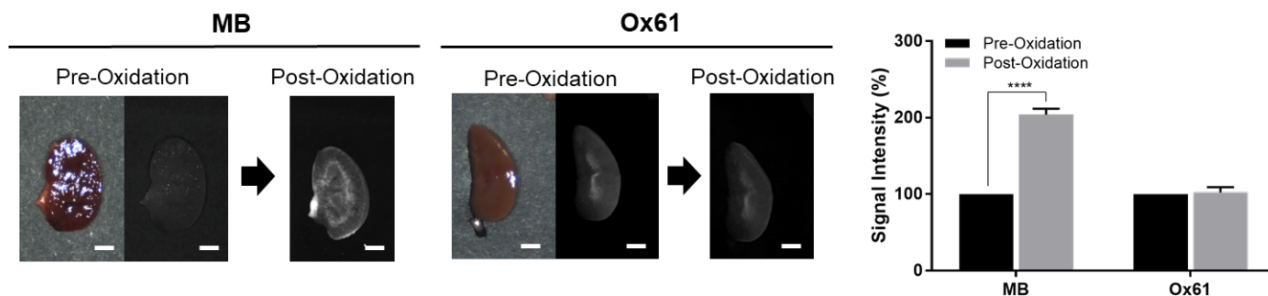 MB
Ox61
Pre-Oxidation
Post-Oxidation
Pre-Oxidation
Post-Oxidation
300
200
100
0
Signal Intensity (%)
Pre-Oxidation
Post-Oxidation
****
MB
Ox61